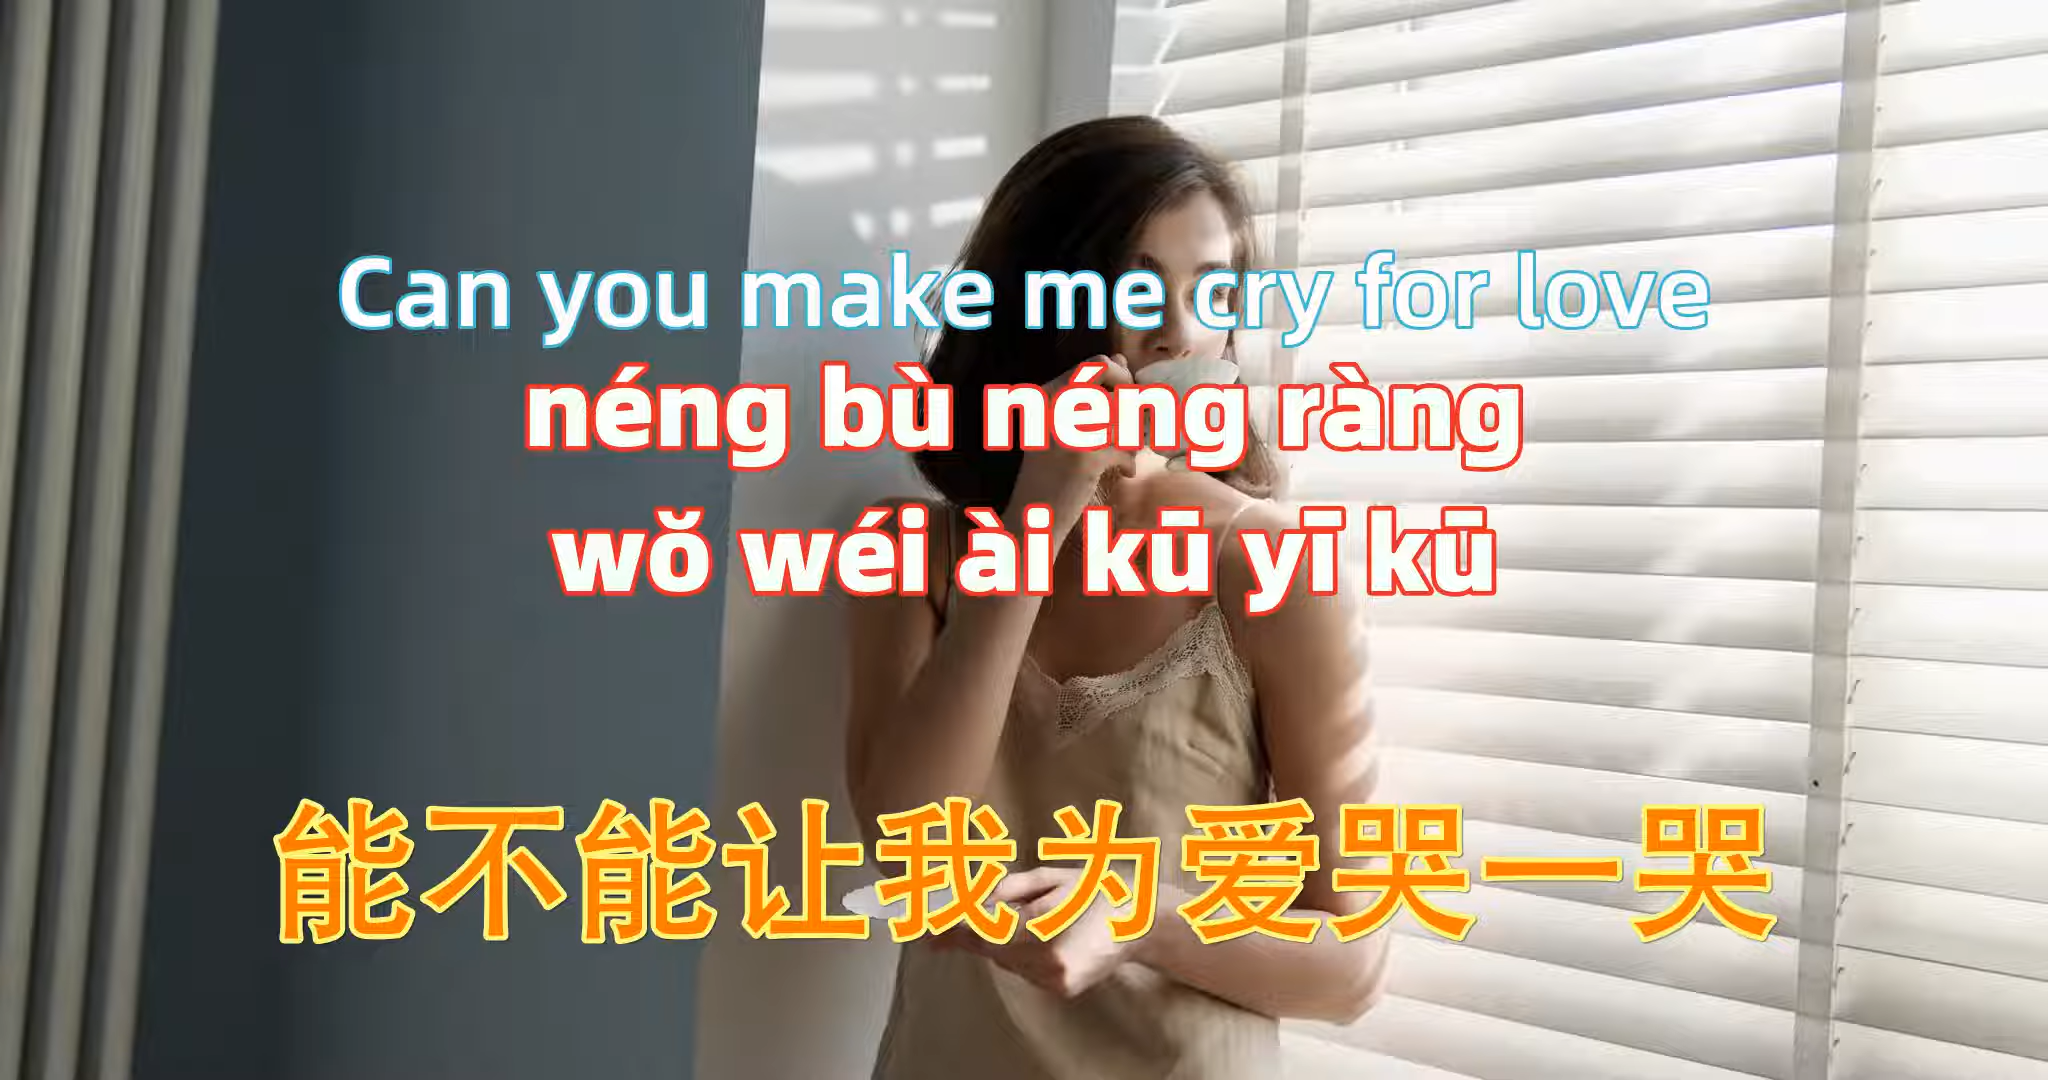 Can you make me cry for love
néng bù néng ràng
wǒ wéi ài kū yī kū
能不能让我为爱哭一哭